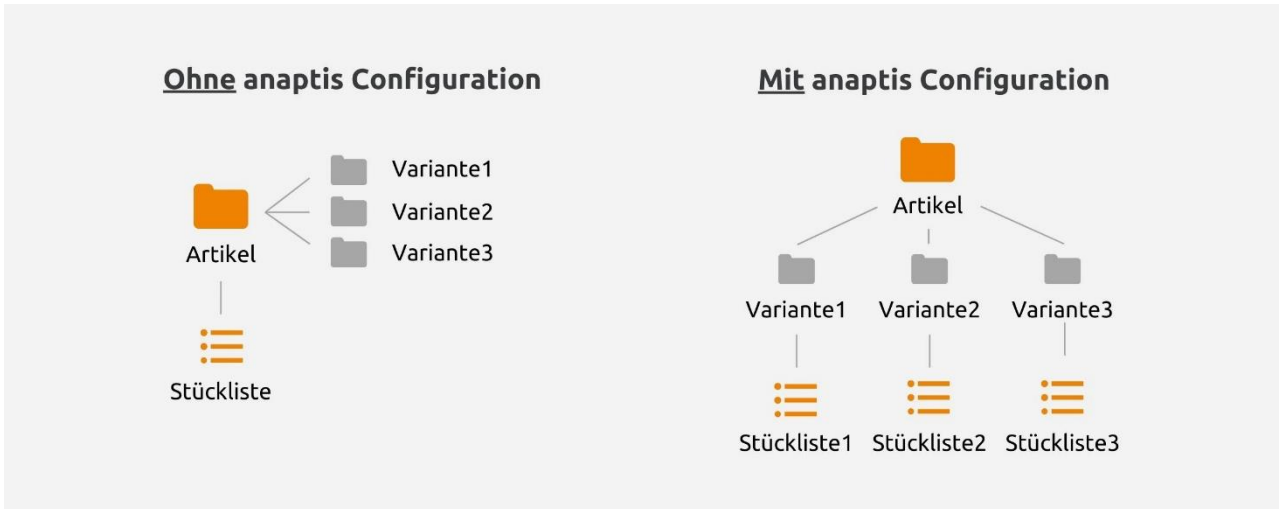 Ohne anaptis Configuration
Variante1
Variante2
Variante3
Artikel
Stückliste
Mit anaptis Configuration
Artikel
Variante1 Variante2 Variante3
Stückliste1 Stückliste2 Stückliste3